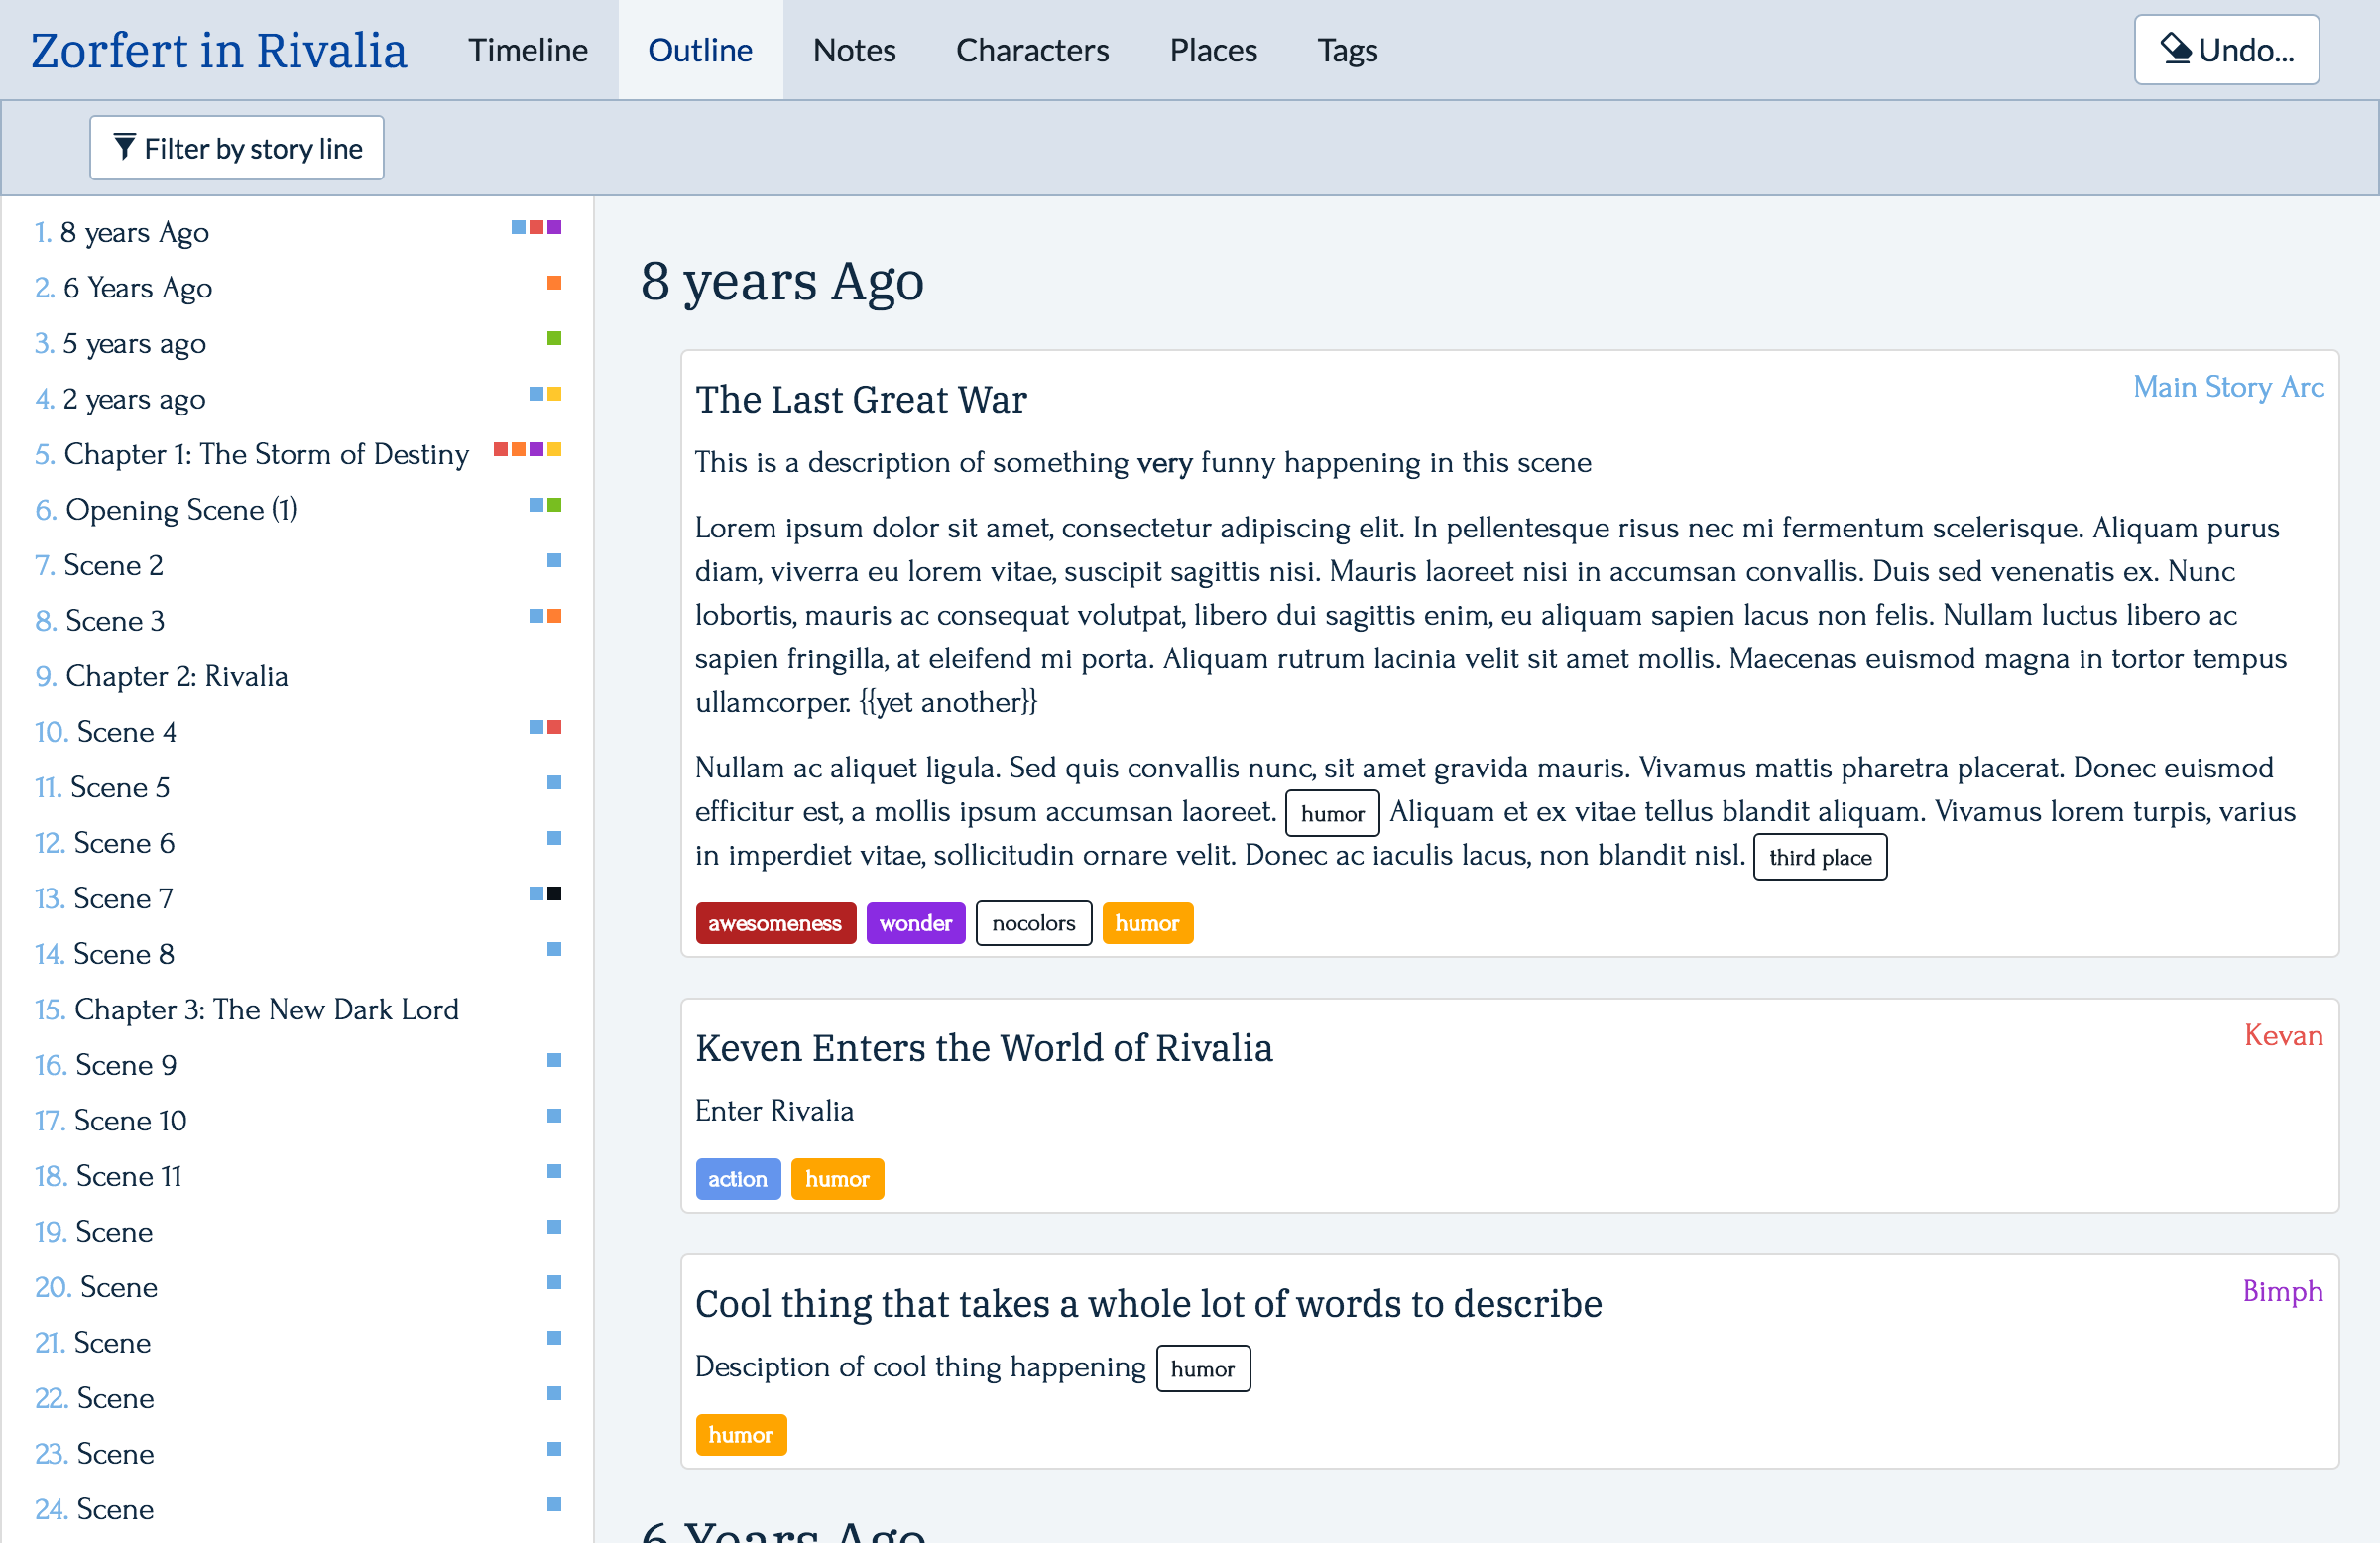 Zorfert in Rivalia
Timeline
Outline
Notes
Characters
Places
Tags
Undo...
Filter by story line
1. 8 years Ago
2. 6 Years Ago
3. 5 years ago
4. 2 years ago
5. Chapter 1: The Storm of Destiny
6. Opening Scene (1)
7. Scene 2
8. Scene 3
9. Chapter 2: Rivalia
10. Scene 4
11. Scene 5
12. Scene 6
13. Scene 7
14. Scene 8
15. Chapter 3: The New Dark Lord
16. Scene 9
17. Scene 10
18. Scene 11
19. Scene
20. Scene
21. Scene
22. Scene
23. Scene
24. Scene
8 years Ago
The Last Great War
Main Story Arc
This is a description of something very funny happening in this scene
Lorem ipsum dolor sit amet, consectetur adipiscing elit. In pellentesque risus nec mi fermentum scelerisque. Aliquam purus
diam, viverra eu lorem vitae, suscipit sagittis nisi. Mauris laoreet nisi in accumsan convallis. Duis sed venenatis ex. Nunc
lobortis, mauris ac consequat volutpat, libero dui sagittis enim, eu aliquam sapien lacus non felis. Nullam luctus libero ac
sapien fringilla, at eleifend mi porta. Aliquam rutrum lacinia velit sit amet mollis. Maecenas euismod magna in tortor tempus
ullamcorper. {{yet another}}
Nullam ac aliquet ligula. Sed quis convallis nunc, sit amet gravida mauris. Vivamus mattis pharetra placerat. Donec euismod
efficitur est, a mollis ipsum accumsan laoreet. humor Aliquam et ex vitae tellus blandit aliquam. Vivamus lorem turpis, varius
in imperdiet vitae, sollicitudin ornare velit. Donec ac iaculis lacus, non blandit nisl. third place
awesomeness wonder nocolors humor
Keven Enters the World of Rivalia
Kevan
Enter Rivalia
action humor
Cool thing that takes a whole lot of words to describe
Bimph
Desciption of cool thing happening humor
humor
6 Years Ago